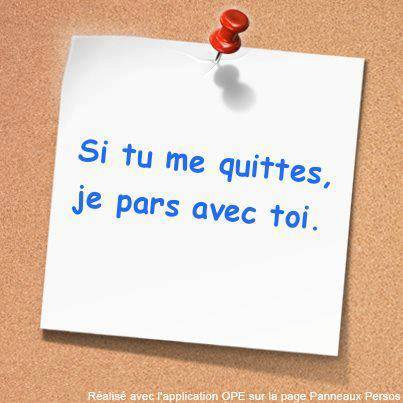 Si tu me quittes,
je pars avec toi.
Réalisé avec l'application OPE sur la page Panneaux Persos